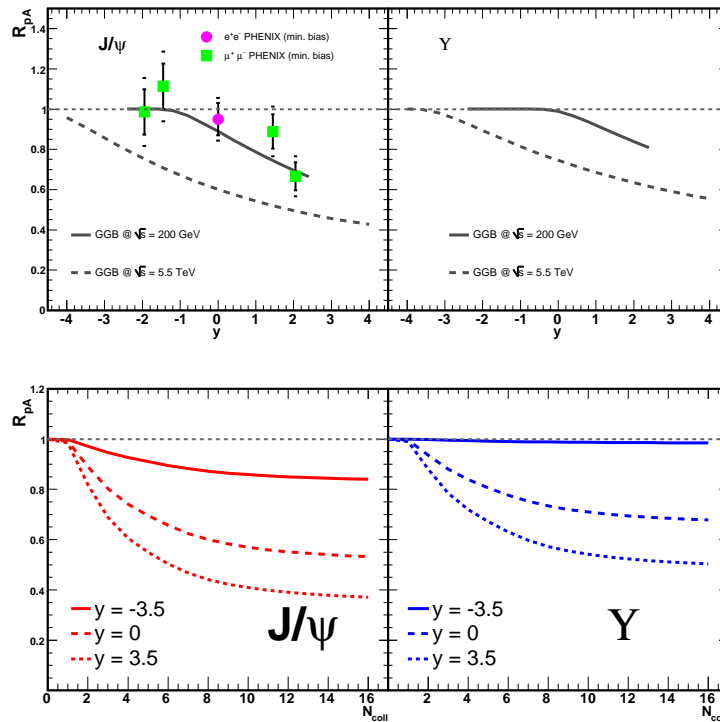 R_pA
1.4
1.2
1
0.8
0.6
0.4
0.2
0
J/ψ
e⁺e⁻ PHENIX (min. bias)
μ⁺ μ⁻ PHENIX (min. bias)
GGB @ √s = 200 GeV
GGB @ √s = 5.5 TeV
-4 -3 -2 -1 0 1 2 3 4
y
Υ
GGB @ √s = 200 GeV
GGB @ √s = 5.5 TeV
-4 -3 -2 -1 0 1 2 3 4
y
R_pA
1.2
1
0.8
0.6
0.4
0.2
y = -3.5
y = 0
y = 3.5
J/ψ
0 2 4 6 8 10 12 14 16
N_coll
y = -3.5
y = 0
y = 3.5
Υ
2 4 6 8 10 12 14 16